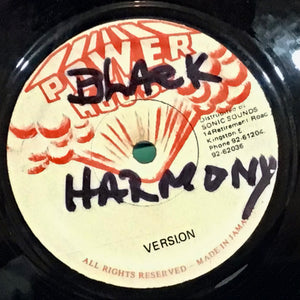 POWER
HOUSE
BLACK
HARMONY
Distributed by
SONIC SOUNDS
14 Retirement Road
Kingston 5
Phone 92-61204
92-62036
VERSION
ALL RIGHTS RESERVED – MADE IN JAMAICA